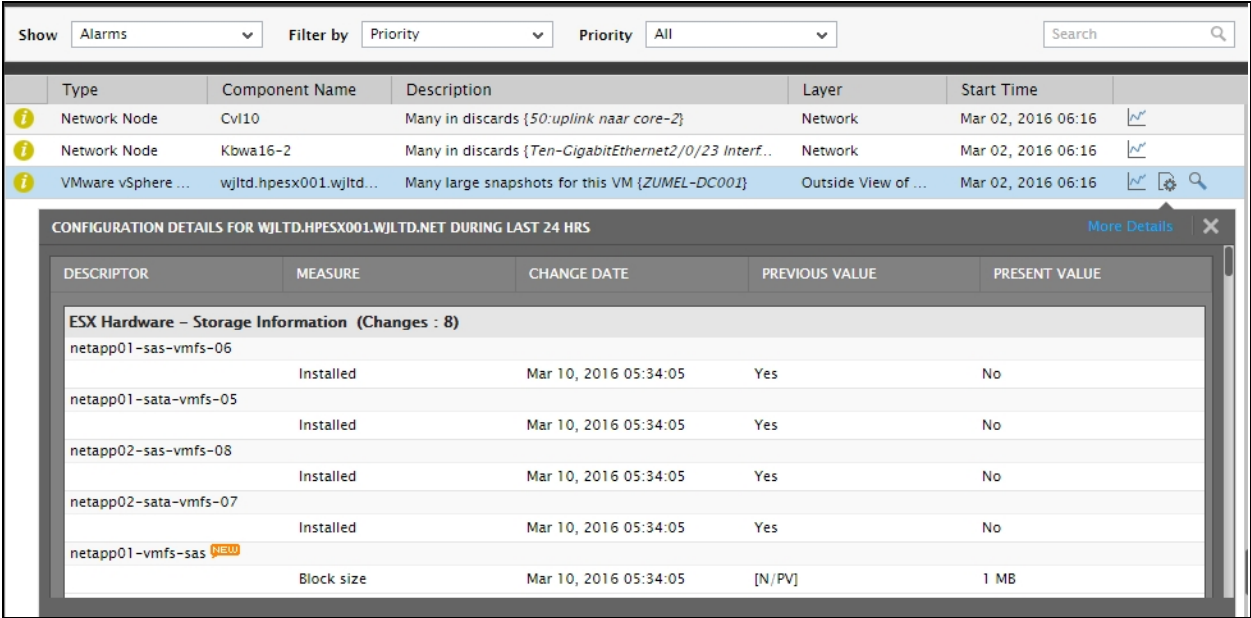 Show Alarms Filter by Priority Priority All Search
Type Component Name Description Layer Start Time
Network Node Cvl10 Many in discards {50:uplink naar core-2} Network Mar 02, 2016 06:16
Network Node Kbwa16-2 Many in discards {Ten-GigabitEthernet2/0/23 Interf... Network Mar 02, 2016 06:16
VMware vSphere ... wjltd.hpesx001.wjltd... Many large snapshots for this VM {ZUMEL-DC001} Outside View of ... Mar 02, 2016 06:16
CONFIGURATION DETAILS FOR WJLTD.HPESX001.WJLTD.NET DURING LAST 24 HRS More Details
DESCRIPTOR MEASURE CHANGE DATE PREVIOUS VALUE PRESENT VALUE
ESX Hardware - Storage Information (Changes : 8)
netapp01-sas-vmfs-06
Installed Mar 10, 2016 05:34:05 Yes No
netapp01-sata-vmfs-05
Installed Mar 10, 2016 05:34:05 Yes No
netapp02-sas-vmfs-08
Installed Mar 10, 2016 05:34:05 Yes No
netapp02-sata-vmfs-07
Installed Mar 10, 2016 05:34:05 Yes No
netapp01-vmfs-sas NEW
Block size Mar 10, 2016 05:34:05 [N/PV] 1 MB